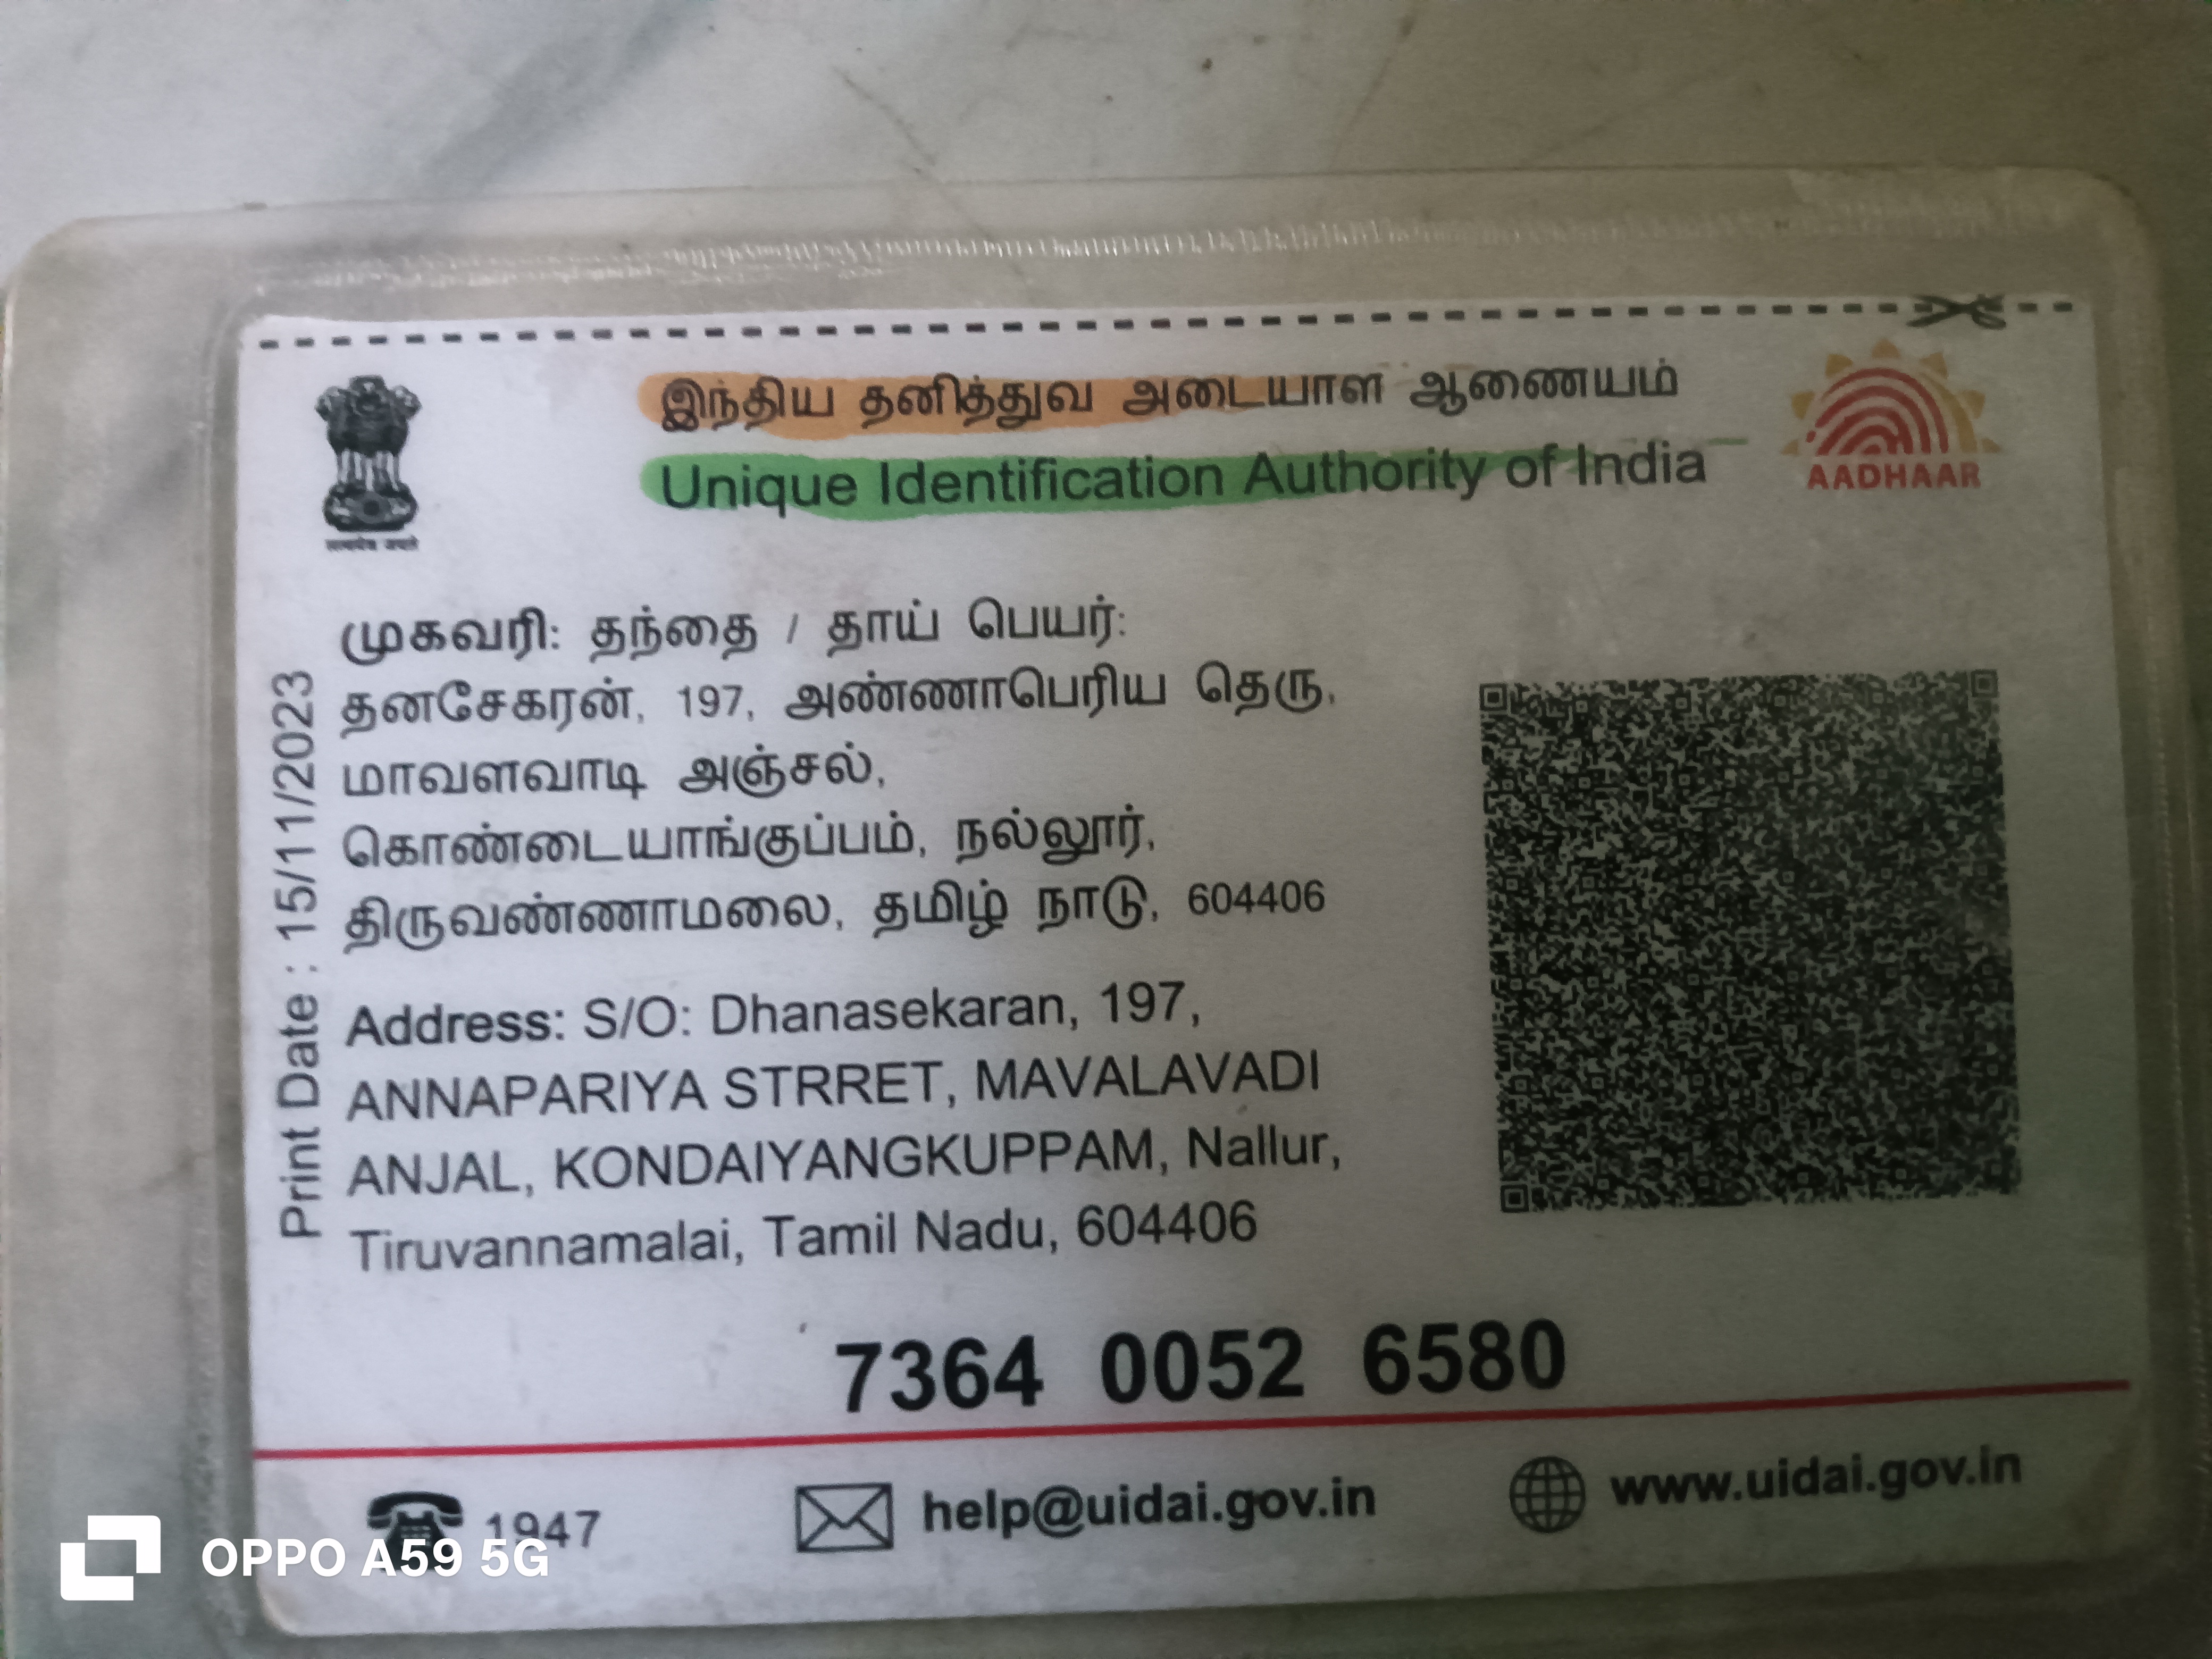 இந்திய தனித்துவ அடையாள ஆணையம்
Unique Identification Authority of India
AADHAAR
Print Date : 15/11/2023
முகவரி: தந்தை / தாய் பெயர்:
தனசேகரன், 197, அண்ணாபெரிய தெரு,
மாவளவாடி அஞ்சல்,
கொண்டையாங்குப்பம், நல்லூர்,
திருவண்ணாமலை, தமிழ் நாடு, 604406
Address: S/O: Dhanasekaran, 197,
ANNAPARIYA STRRET, MAVALAVADI
ANJAL, KONDAIYANGKUPPAM, Nallur,
Tiruvannamalai, Tamil Nadu, 604406
7364 0052 6580
1947
help@uidai.gov.in
www.uidai.gov.in
OPPO A59 5G